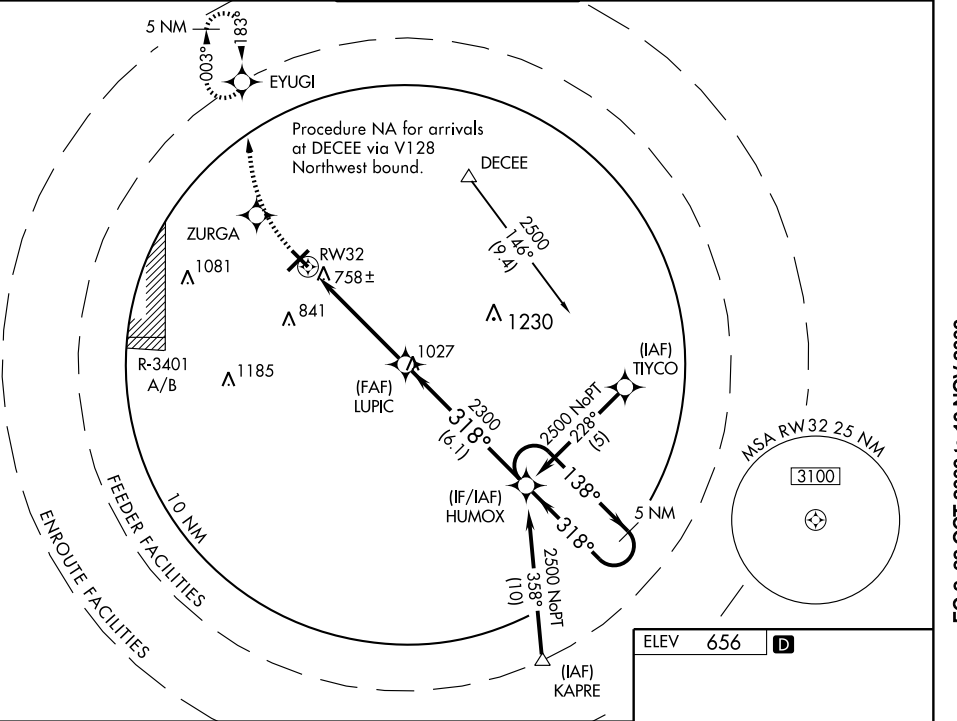 5 NM
003°
183°
EYUGI
Procedure NA for arrivals
at DECEE via V128
Northwest bound.
DECEE
2500
146°
(9.4)
ZURGA
RW32
758±
1081
841
1230
R-3401
A/B
1185
1027
(FAF)
LUPIC
(IAF)
TIYCO
2500 NoPT
228°
(5)
2300
318°
(6.1)
MSA RW32 25 NM
3100
138°
(IF/IAF)
HUMOX
318°
5 NM
10 NM
FEEDER FACILITIES
ENROUTE FACILITIES
2500 NoPT
358°
(10)
(IAF)
KAPRE
ELEV 656 D